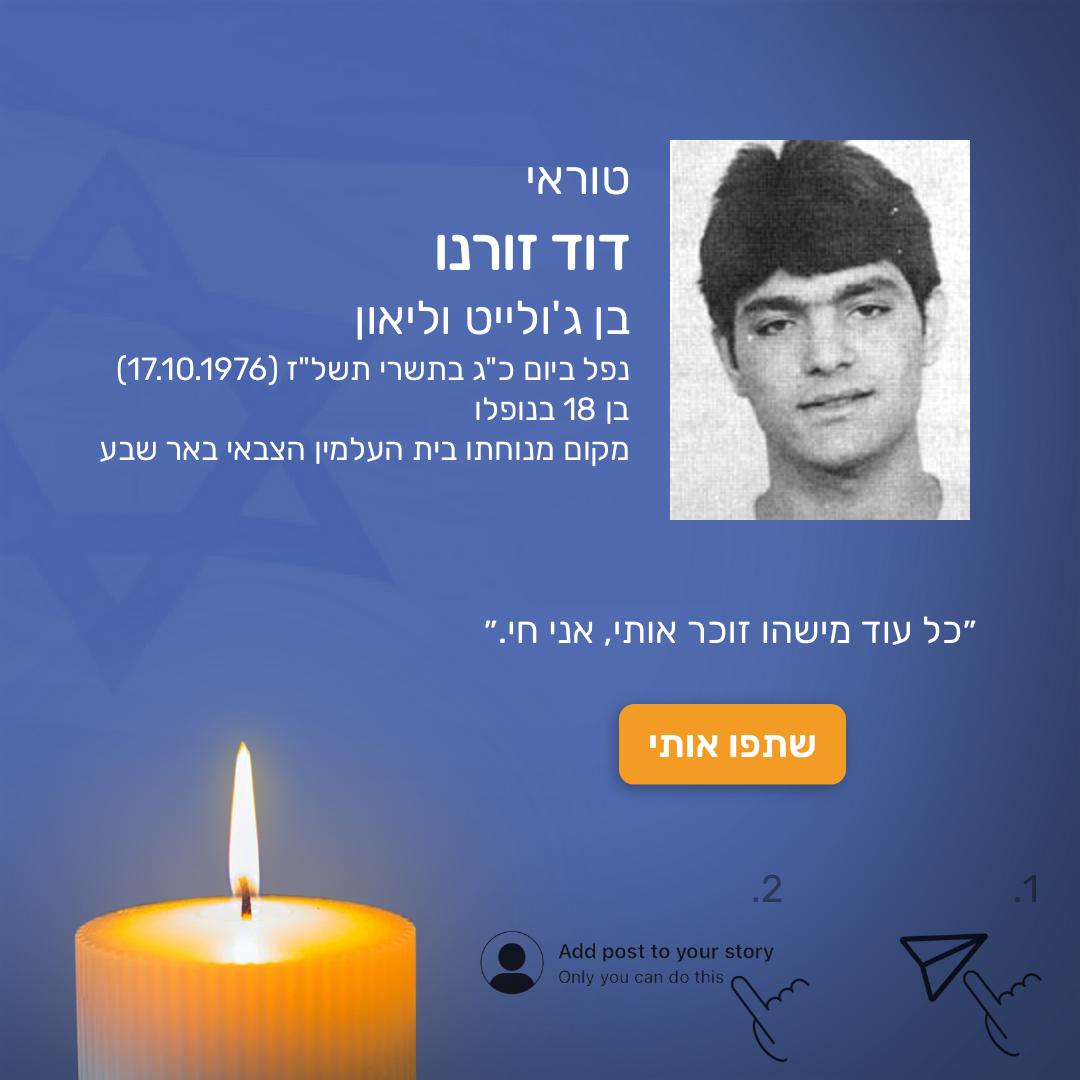 טוראי
דוד זורנו
בן ג'ולייט וליאון
נפל ביום כ"ג בתשרי תשל"ז (17.10.1976)
בן 18 בנופלו
מקום מנוחתו בית העלמין הצבאי באר שבע
״כל עוד מישהו זוכר אותי, אני חי.״
שתפו אותי
.1
.2
Add post to your story
Only you can do this